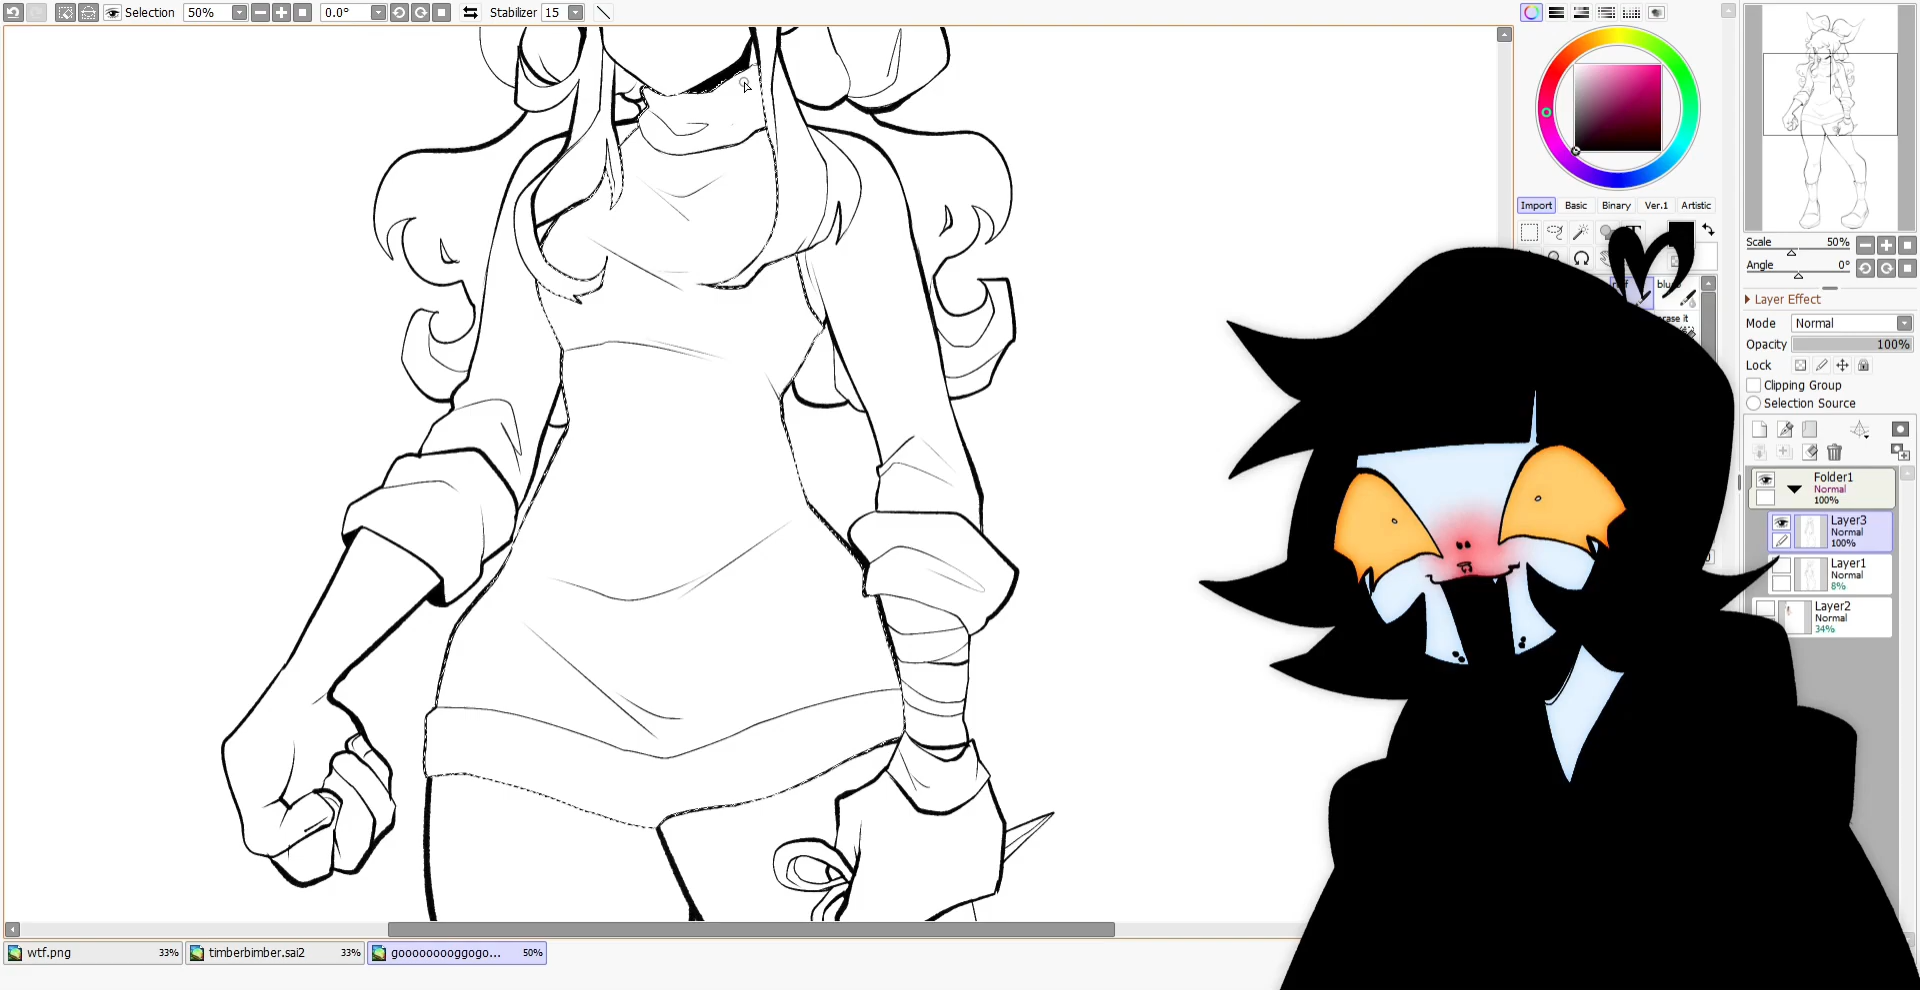 Selection 50% 0.0° Stabilizer 15
Import Basic Binary Ver.1 Artistic
Scale 50%
Angle 0°
Layer Effect
Mode Normal
Opacity 100%
Lock
Clipping Group
Selection Source
Folder1
Normal
100%
Layer3
Normal
100%
Layer1
Normal
8%
Layer2
Normal
34%
wtf.png 33% timberbimber.sai2 33% gooooooooggogo... 50%